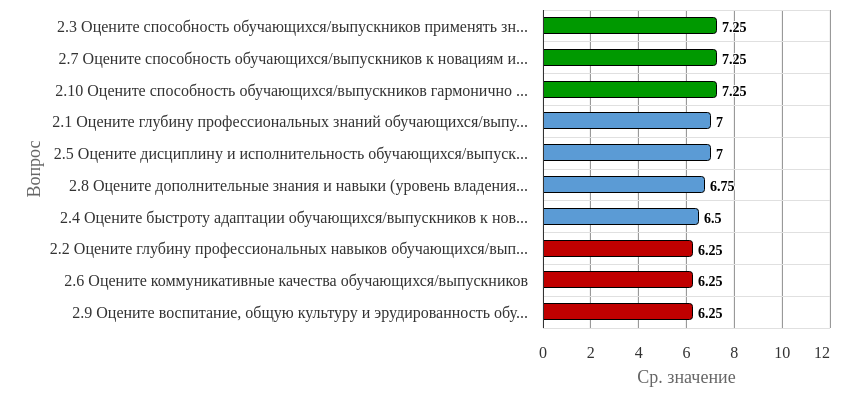 2.3 Оцените способность обучающихся/выпускников применять зн... 7.25
2.7 Оцените способность обучающихся/выпускников к новациям и... 7.25
2.10 Оцените способность обучающихся/выпускников гармонично ... 7.25
2.1 Оцените глубину профессиональных знаний обучающихся/выпу... 7
2.5 Оцените дисциплину и исполнительность обучающихся/выпуск... 7
2.8 Оцените дополнительные знания и навыки (уровень владения... 6.75
2.4 Оцените быстроту адаптации обучающихся/выпускников к нов... 6.5
2.2 Оцените глубину профессиональных навыков обучающихся/вып... 6.25
2.6 Оцените коммуникативные качества обучающихся/выпускников 6.25
2.9 Оцените воспитание, общую культуру и эрудированность обу... 6.25
Вопрос
0 2 4 6 8 10 12
Ср. значение